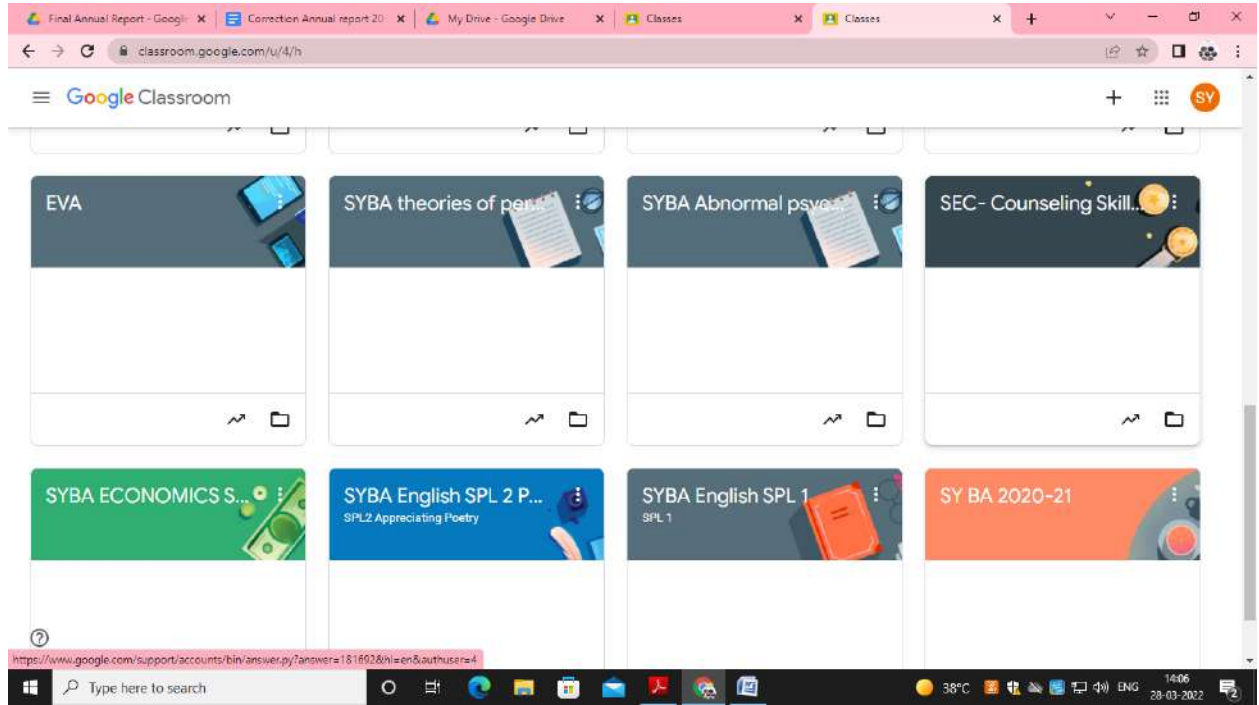 Final Annual Report - Googl
Correction Annual report 20
My Drive - Google Drive
Classes
Classes
classroom.google.com/u/4/h
Google Classroom
SY
EVA
SYBA theories of per...
SYBA Abnormal psyc...
SEC- Counseling Skill...
SYBA ECONOMICS S...
SYBA English SPL 2 P...
SPL2 Appreciating Poetry
SYBA English SPL 1
SPL 1
SY BA 2020-21
https://www.google.com/support/accounts/bin/answer.py?answer=181692&hl=en&authuser=4
Type here to search
38°C
ENG
14:06
28-03-2022
2